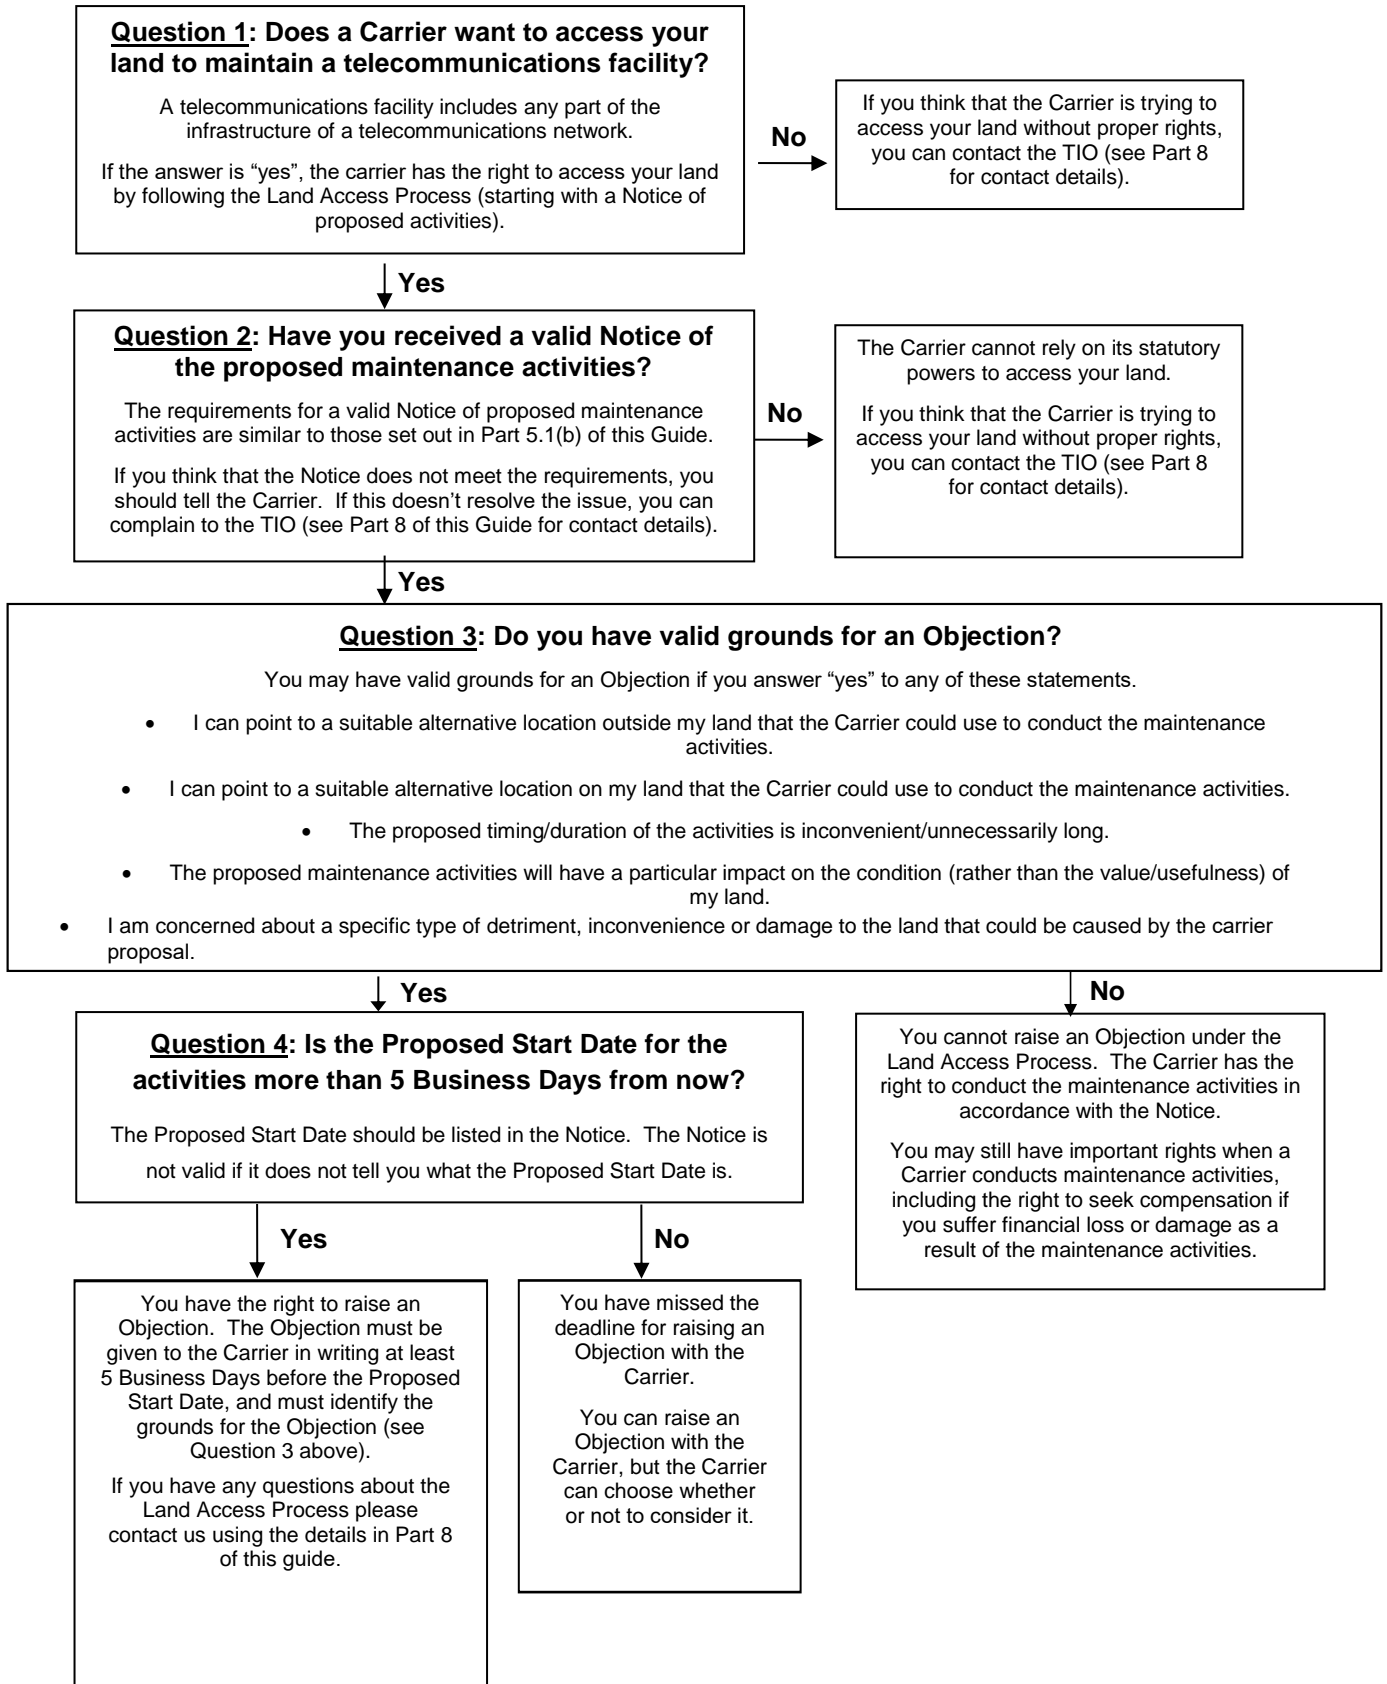 Question 1: Does a Carrier want to access your
land to maintain a telecommunications facility?
A telecommunications facility includes any part of the
infrastructure of a telecommunications network.
If the answer is “yes”, the carrier has the right to access your land
by following the Land Access Process (starting with a Notice of
proposed activities).
No
If you think that the Carrier is trying to
access your land without proper rights,
you can contact the TIO (see Part 8
for contact details).
Yes
Question 2: Have you received a valid Notice of
the proposed maintenance activities?
The requirements for a valid Notice of proposed maintenance
activities are similar to those set out in Part 5.1(b) of this Guide.
If you think that the Notice does not meet the requirements, you
should tell the Carrier.  If this doesn’t resolve the issue, you can
complain to the TIO (see Part 8 of this Guide for contact details).
No
The Carrier cannot rely on its statutory
powers to access your land.
If you think that the Carrier is trying to
access your land without proper rights,
you can contact the TIO (see Part 8
for contact details).
Yes
Question 3: Do you have valid grounds for an Objection?
You may have valid grounds for an Objection if you answer “yes” to any of these statements.
• I can point to a suitable alternative location outside my land that the Carrier could use to conduct the maintenance
activities.
• I can point to a suitable alternative location on my land that the Carrier could use to conduct the maintenance activities.
• The proposed timing/duration of the activities is inconvenient/unnecessarily long.
• The proposed maintenance activities will have a particular impact on the condition (rather than the value/usefulness) of
my land.
• I am concerned about a specific type of detriment, inconvenience or damage to the land that could be caused by the carrier
proposal.
Yes
No
Question 4: Is the Proposed Start Date for the
activities more than 5 Business Days from now?
The Proposed Start Date should be listed in the Notice.  The Notice is
not valid if it does not tell you what the Proposed Start Date is.
You cannot raise an Objection under the
Land Access Process.  The Carrier has the
right to conduct the maintenance activities in
accordance with the Notice.
You may still have important rights when a
Carrier conducts maintenance activities,
including the right to seek compensation if
you suffer financial loss or damage as a
result of the maintenance activities.
Yes
No
You have the right to raise an
Objection.  The Objection must be
given to the Carrier in writing at least
5 Business Days before the Proposed
Start Date, and must identify the
grounds for the Objection (see
Question 3 above).
If you have any questions about the
Land Access Process please
contact us using the details in Part 8
of this guide.
You have missed the
deadline for raising an
Objection with the
Carrier.
You can raise an
Objection with the
Carrier, but the Carrier
can choose whether
or not to consider it.